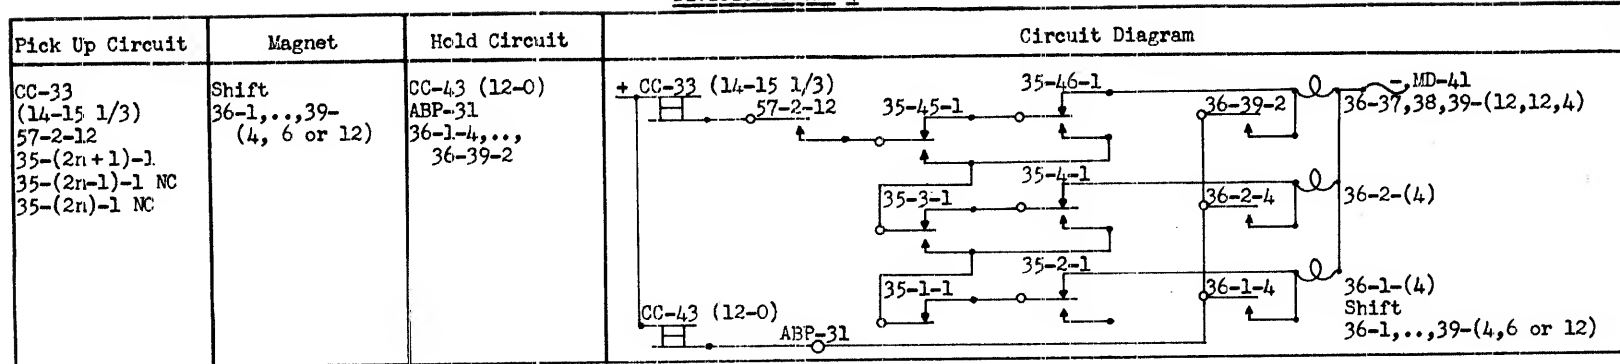 Pick Up Circuit
Magnet
Hold Circuit
Circuit Diagram
CC-33
(14-15 1/3)
57-2-12
35-(2n+1)-1
35-(2n-1)-1 NC
35-(2n)-1 NC
Shift
36-1,..,39-
(4, 6 or 12)
CC-43 (12-0)
ABP-31
36-1-4,..,
36-39-2
+ CC-33 (14-15 1/3)
57-2-12
35-45-1
35-46-1
36-39-2
-, MD-41
36-37,38,39-(12,12,4)
35-3-1
35-4-1
36-2-4
36-2-(4)
35-1-1
35-2-1
36-1-4
36-1-(4)
Shift
36-1,..,39-(4,6 or 12)
CC-43 (12-0)
ABP-31